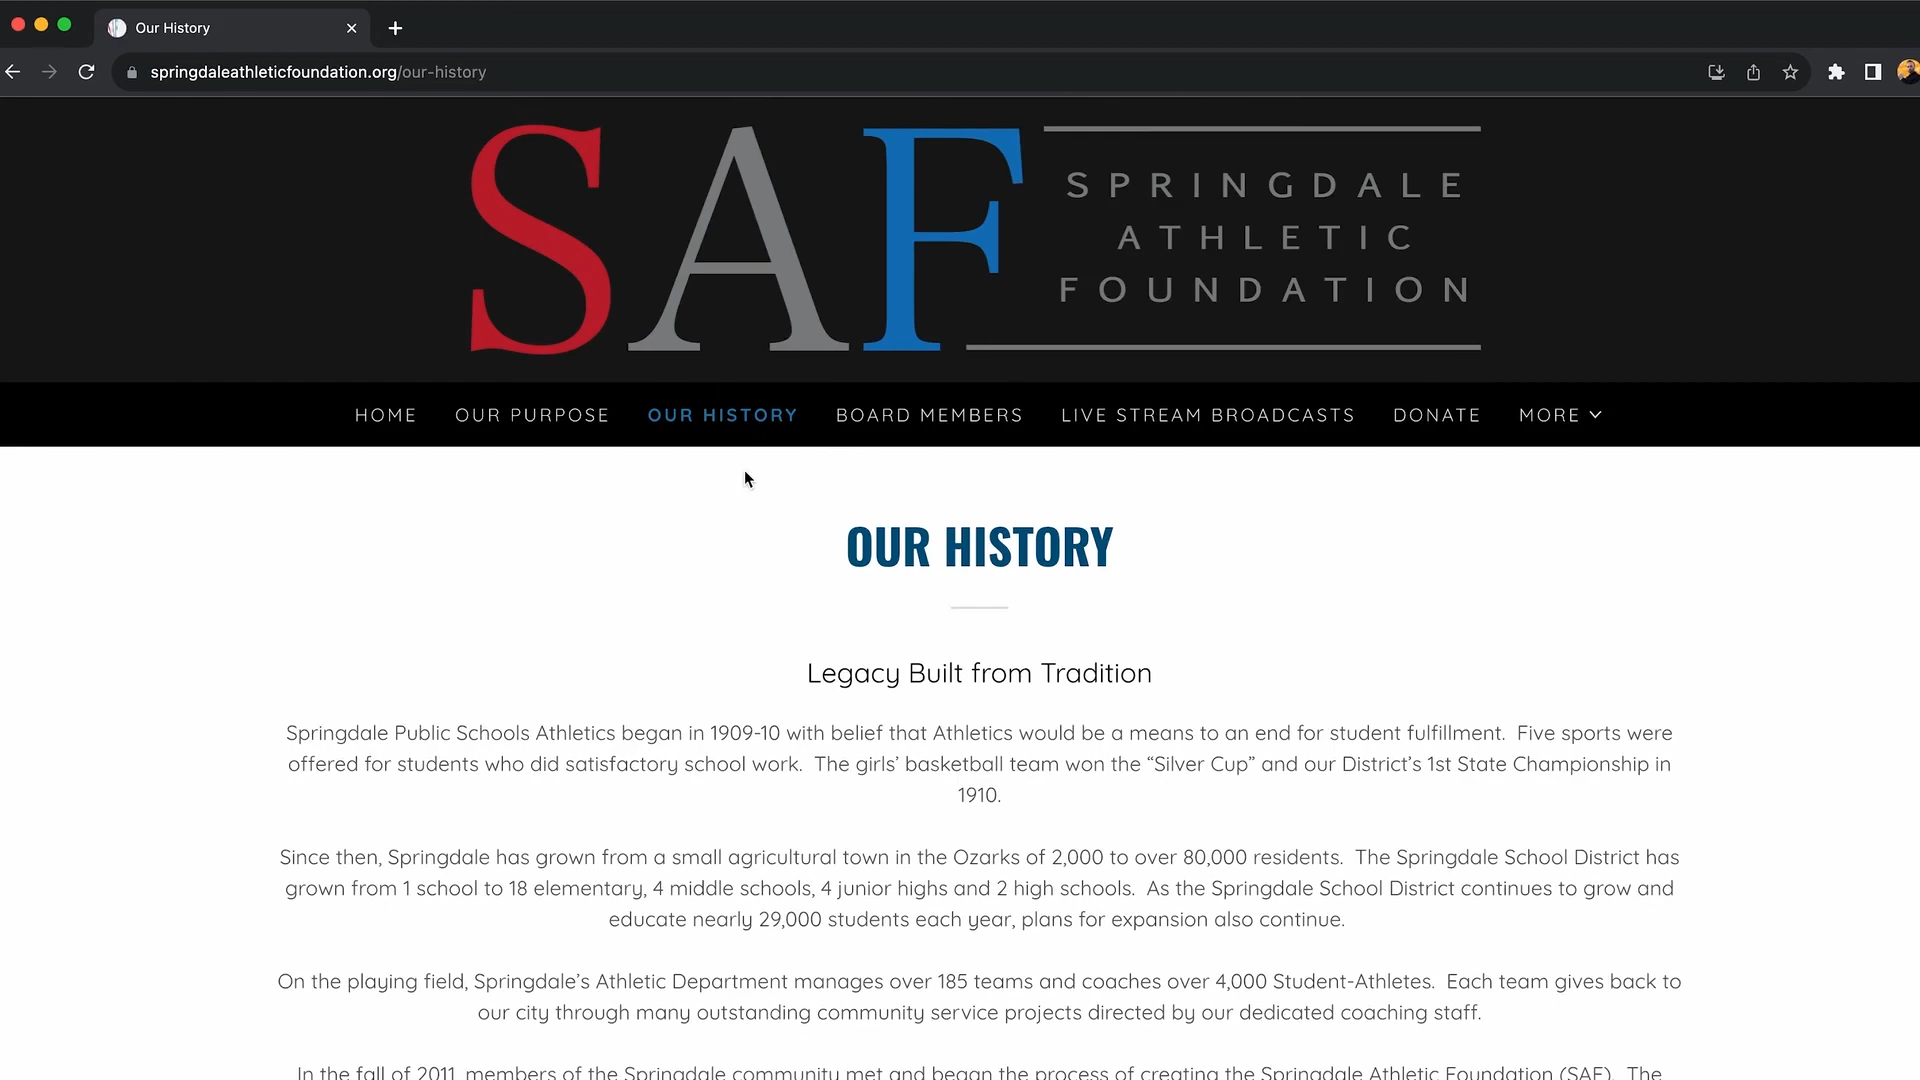 Our History
springdaleathleticfoundation.org/our-history
SAF
SPRINGDALE
ATHLETIC
FOUNDATION
HOME OUR PURPOSE OUR HISTORY BOARD MEMBERS LIVE STREAM BROADCASTS DONATE MORE
OUR HISTORY
Legacy Built from Tradition
Springdale Public Schools Athletics began in 1909-10 with belief that Athletics would be a means to an end for student fulfillment.  Five sports were
offered for students who did satisfactory school work.  The girls’ basketball team won the “Silver Cup” and our District’s 1st State Championship in
1910.
Since then, Springdale has grown from a small agricultural town in the Ozarks of 2,000 to over 80,000 residents.  The Springdale School District has
grown from 1 school to 18 elementary, 4 middle schools, 4 junior highs and 2 high schools.  As the Springdale School District continues to grow and
educate nearly 29,000 students each year, plans for expansion also continue.
On the playing field, Springdale’s Athletic Department manages over 185 teams and coaches over 4,000 Student-Athletes.  Each team gives back to
our city through many outstanding community service projects directed by our dedicated coaching staff.
In the fall of 2011, members of the Springdale community met and began the process of creating the Springdale Athletic Foundation (SAF).  The